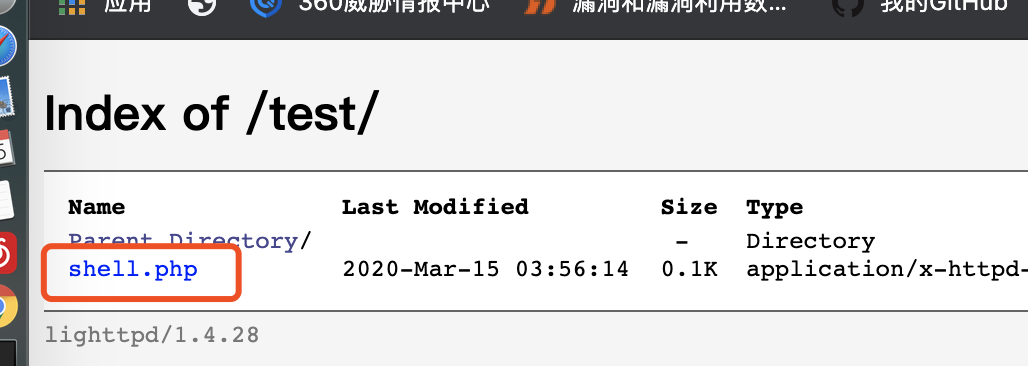 应用 360威胁情报中心 漏洞和漏洞利用数... 我的GitHub
Index of /test/
Name Last Modified Size Type
Parent Directory/ - Directory
shell.php 2020-Mar-15 03:56:14 0.1K application/x-httpd-
lighttpd/1.4.28